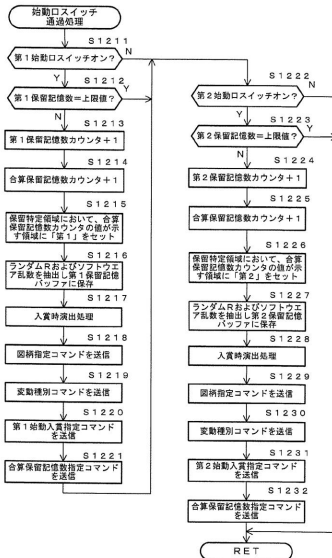 始動口スイッチ
通過処理
S1211
第1始動口スイッチオン？
N
Y
S1212
第1保留記憶数＝上限値？
Y
N
S1213
第1保留記憶数カウンタ＋1
S1214
合算保留記憶数カウンタ＋1
S1215
保留特定領域において、合算
保留記憶数カウンタの値が示
す領域に「第1」をセット
S1216
ランダムRおよびソフトウエ
ア乱数を抽出し第1保留記憶
バッファに保存
S1217
入賞時演出処理
S1218
図柄指定コマンドを送信
S1219
変動種別コマンドを送信
S1220
第1始動入賞指定コマンド
を送信
S1221
合算保留記憶数指定コマンド
を送信
S1222
第2始動口スイッチオン？
N
Y
S1223
第2保留記憶数＝上限値？
Y
N
S1224
第2保留記憶数カウンタ＋1
S1225
合算保留記憶数カウンタ＋1
S1226
保留特定領域において、合算
保留記憶数カウンタの値が示
す領域に「第2」をセット
S1227
ランダムRおよびソフトウエ
ア乱数を抽出し第2保留記憶
バッファに保存
S1228
入賞時演出処理
S1229
図柄指定コマンドを送信
S1230
変動種別コマンドを送信
S1231
第2始動入賞指定コマンド
を送信
S1232
合算保留記憶数指定コマンド
を送信
RET